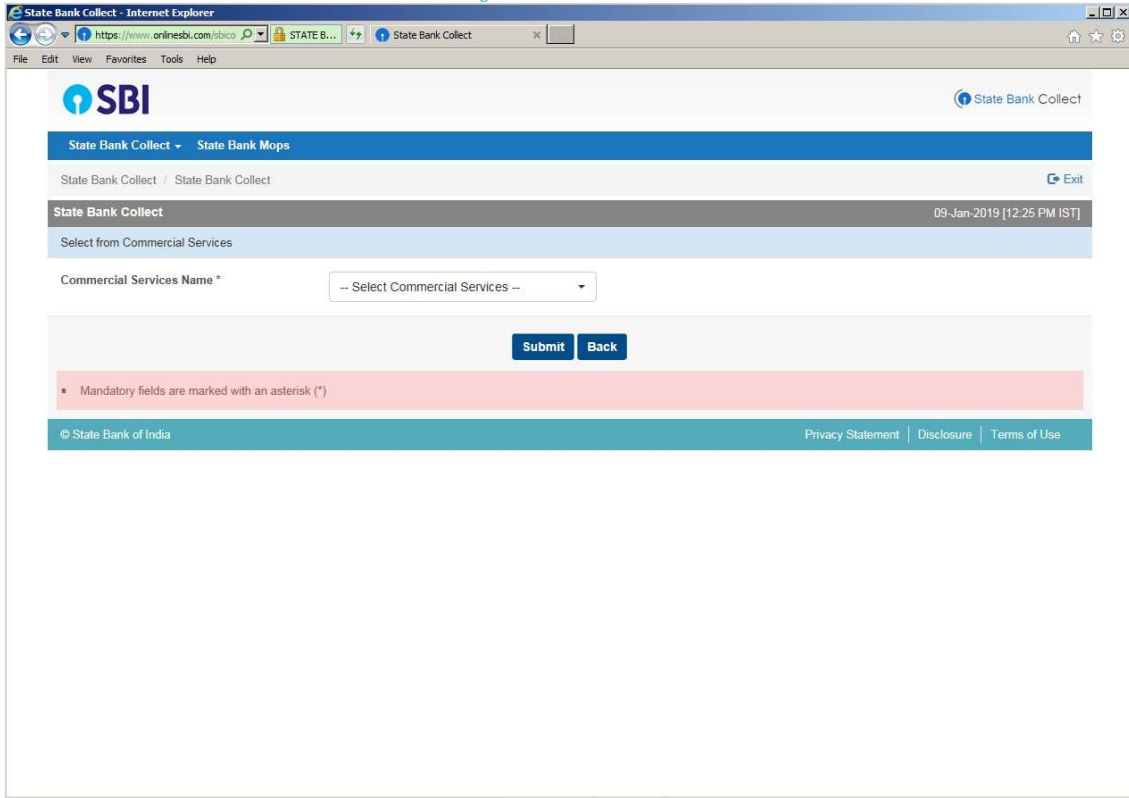 State Bank Collect - Internet Explorer
https://www.onlinesbi.com/sbico STATE B... State Bank Collect
File Edit View Favorites Tools Help
SBI
State Bank Collect
State Bank Collect State Bank Mops
State Bank Collect / State Bank Collect
Exit
State Bank Collect
09-Jan-2019 [12:25 PM IST]
Select from Commercial Services
Commercial Services Name *
-- Select Commercial Services --
Submit Back
Mandatory fields are marked with an asterisk (*)
© State Bank of India
Privacy Statement | Disclosure | Terms of Use